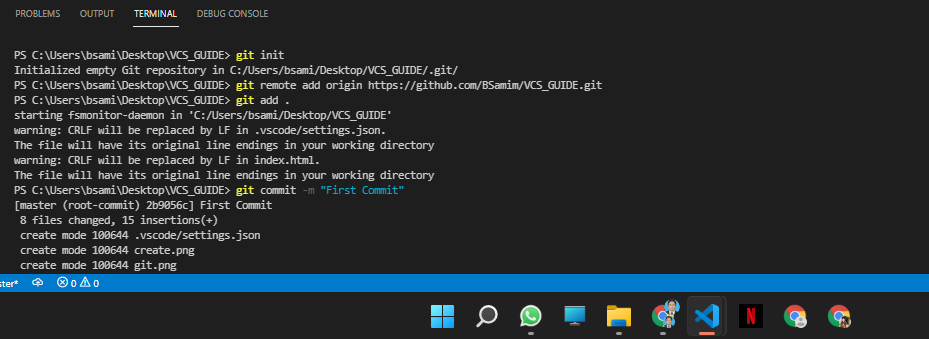 PROBLEMS OUTPUT TERMINAL DEBUG CONSOLE
PS C:\Users\bsami\Desktop\VCS_GUIDE> git init
Initialized empty Git repository in C:/Users/bsami/Desktop/VCS_GUIDE/.git/
PS C:\Users\bsami\Desktop\VCS_GUIDE> git remote add origin https://github.com/BSamim/VCS_GUIDE.git
PS C:\Users\bsami\Desktop\VCS_GUIDE> git add .
starting fsmonitor-daemon in 'C:/Users/bsami/Desktop/VCS_GUIDE'
warning: CRLF will be replaced by LF in .vscode/settings.json.
The file will have its original line endings in your working directory
warning: CRLF will be replaced by LF in index.html.
The file will have its original line endings in your working directory
PS C:\Users\bsami\Desktop\VCS_GUIDE> git commit -m "First Commit"
[master (root-commit) 2b9056c] First Commit
 8 files changed, 15 insertions(+)
 create mode 100644 .vscode/settings.json
 create mode 100644 create.png
 create mode 100644 git.png
ster* 0 0
N